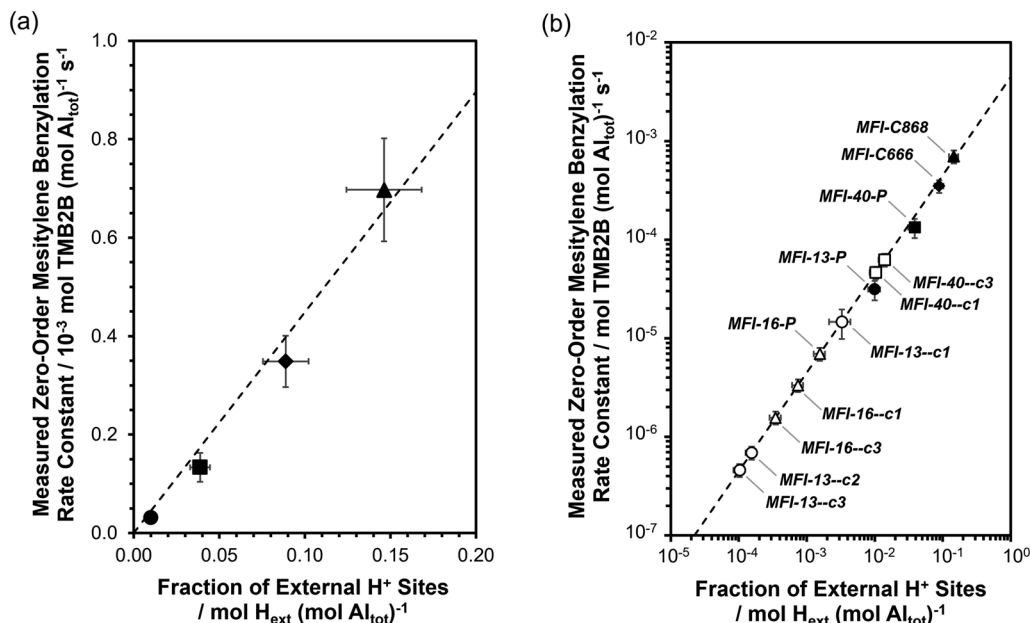 (a)
Measured Zero-Order Mesitylene Benzylation
Rate Constant / 10⁻³ mol TMB2B (mol Al_tot)⁻¹ s⁻¹
1.0
0.8
0.6
0.4
0.2
0.0
0.00 0.05 0.10 0.15 0.20
Fraction of External H⁺ Sites
/ mol H_ext (mol Al_tot)⁻¹
(b)
Measured Zero-Order Mesitylene Benzylation
Rate Constant / mol TMB2B (mol Al_tot)⁻¹ s⁻¹
10⁻²
10⁻³
10⁻⁴
10⁻⁵
10⁻⁶
10⁻⁷
MFI-C868
MFI-C666
MFI-40-P
MFI-13-P
MFI-40--c3
MFI-40--c1
MFI-16-P
MFI-13--c1
MFI-16--c1
MFI-16--c3
MFI-13--c2
MFI-13--c3
10⁻⁵ 10⁻⁴ 10⁻³ 10⁻² 10⁻¹ 10⁰
Fraction of External H⁺ Sites
/ mol H_ext (mol Al_tot)⁻¹